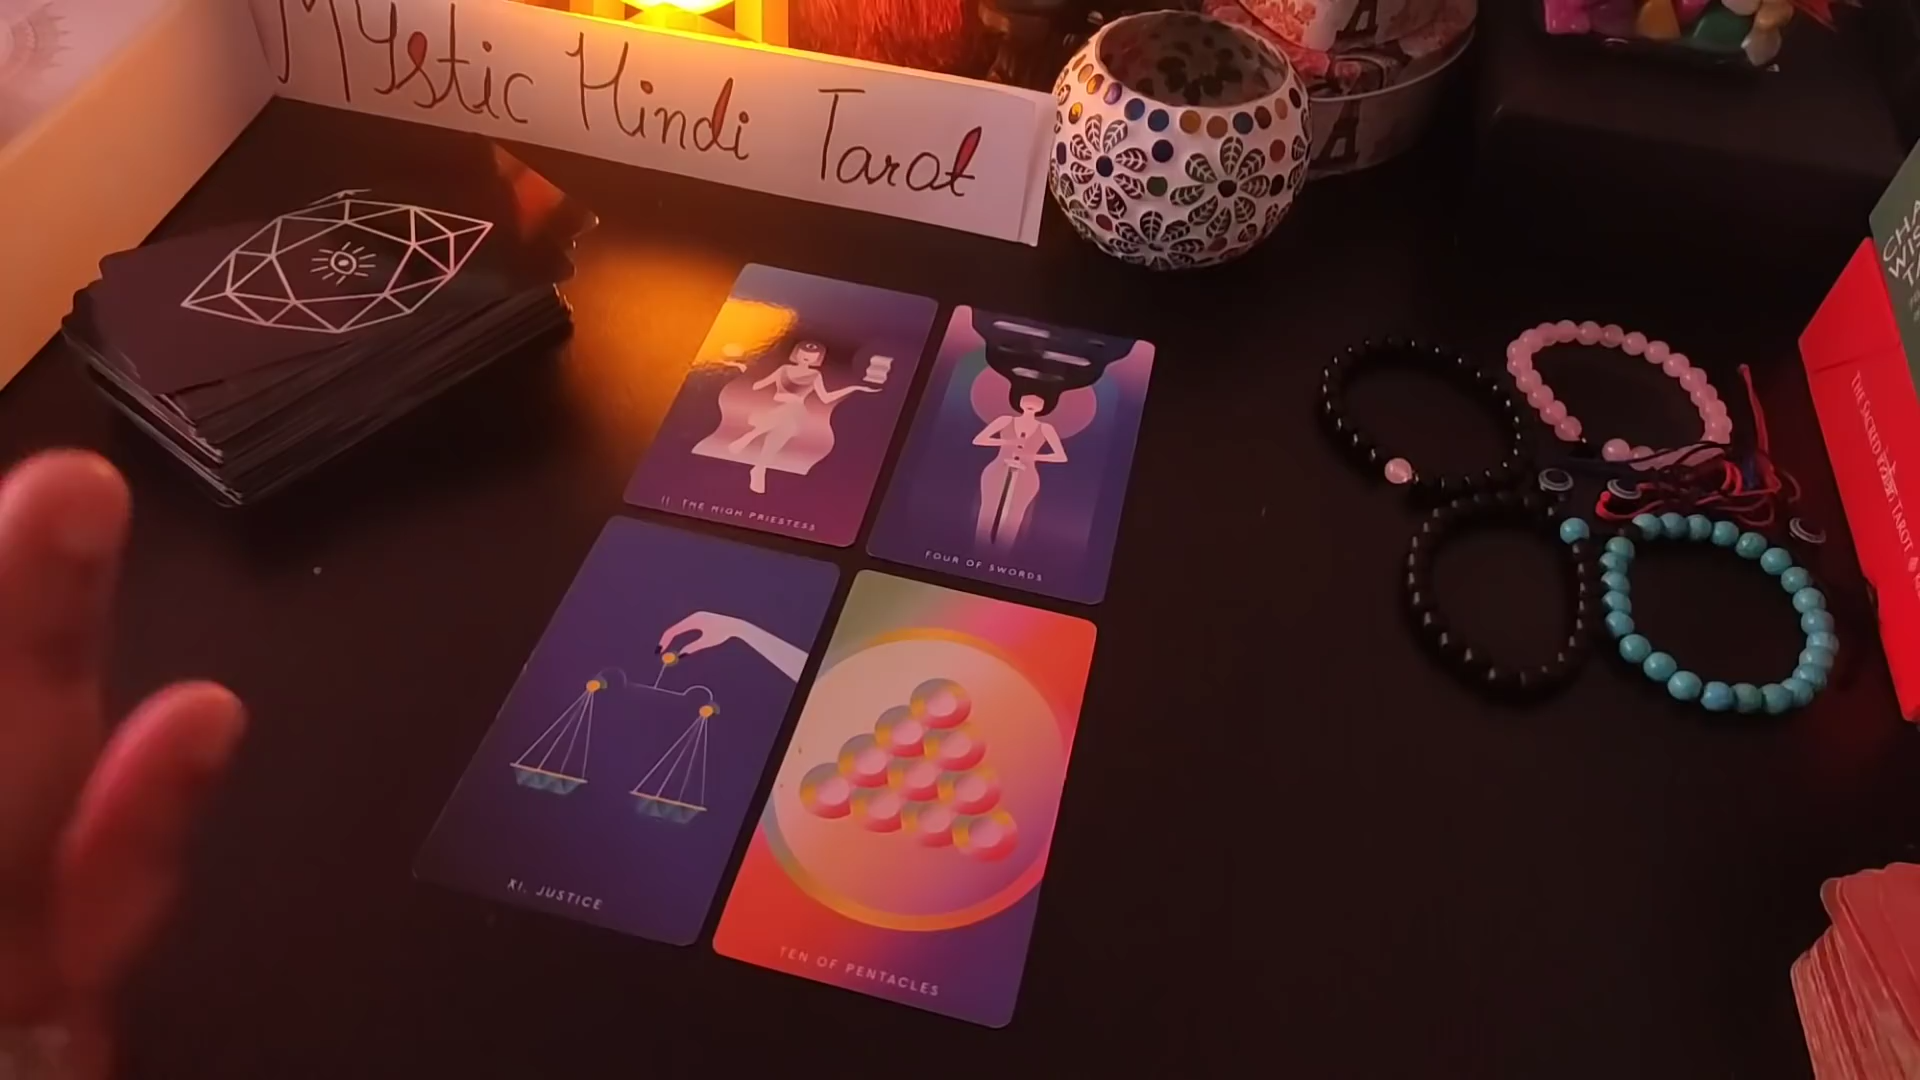 Mystic Hindi Tarot
II. THE HIGH PRIESTESS
FOUR OF SWORDS
XI. JUSTICE
TEN OF PENTACLES
THE SACRED
TAROT